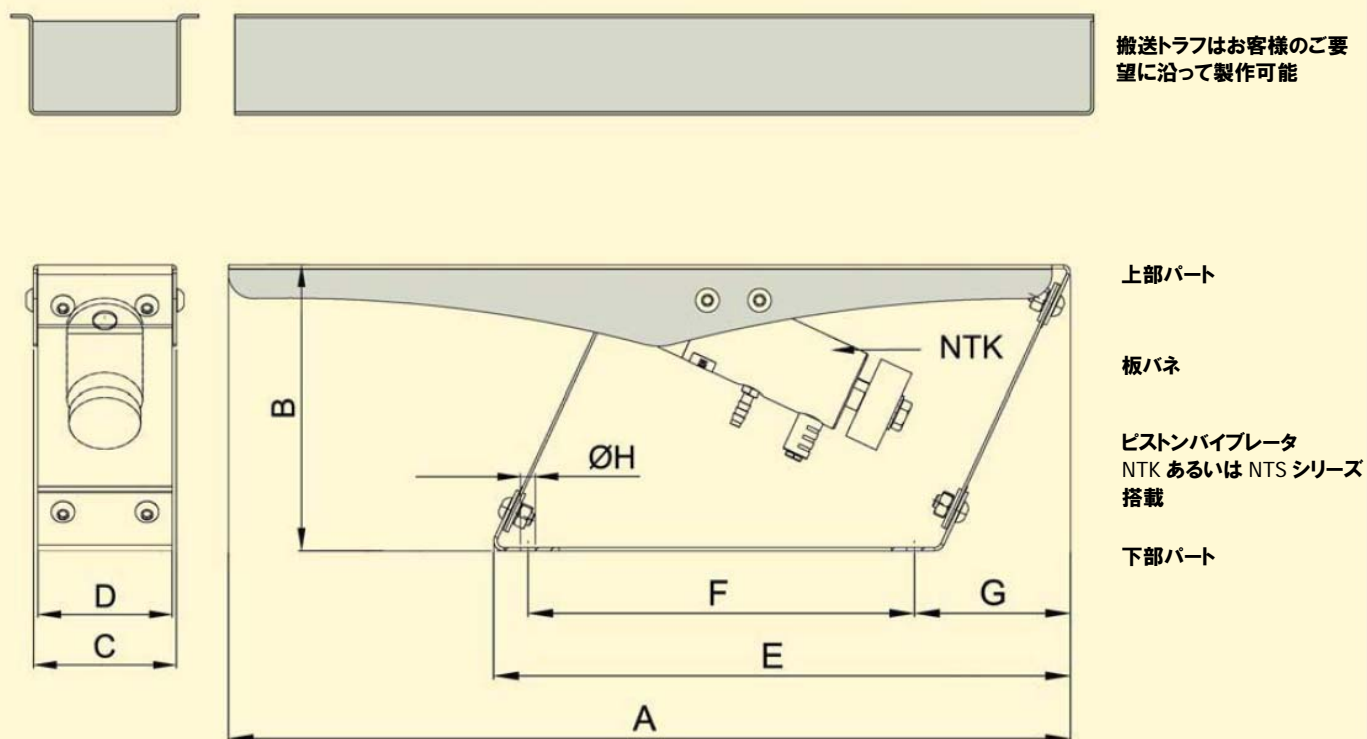 搬送トラフはお客様のご要
望に沿って製作可能
上部パート
NTK
板バネ
B
ØH
ピストンバイブレータ
NTK あるいは NTS シリーズ
搭載
下部パート
D
F
G
C
E
A